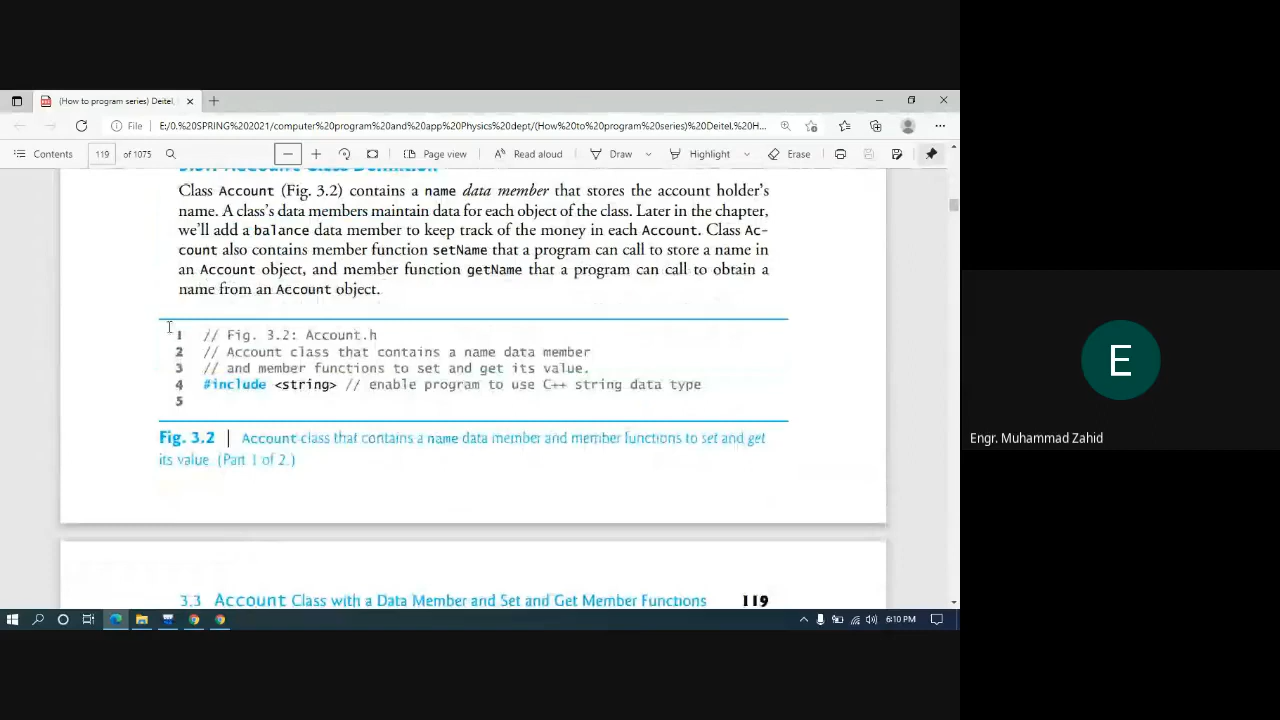 (How to program series) Deitel,
File E:/0.%20SPRING%202021/computer%20program%20and%20app%20Physics%20dept/(How%20to%20program%20series)%20Deitel.%20H...
Contents 119 of 1075 Page view Read aloud Draw Highlight Erase
Class Account (Fig. 3.2) contains a name data member that stores the account holder's
name. A class's data members maintain data for each object of the class. Later in the chapter,
we'll add a balance data member to keep track of the money in each Account. Class Ac-
count also contains member function setName that a program can call to store a name in
an Account object, and member function getName that a program can call to obtain a
name from an Account object.
1 // Fig. 3.2: Account.h
2 // Account class that contains a name data member
3 // and member functions to set and get its value.
4 #include <string> // enable program to use C++ string data type
5
Fig. 3.2 | Account class that contains a name data member and member functions to set and get
its value. (Part 1 of 2.)
3.3 Account Class with a Data Member and Set and Get Member Functions 119
6:10 PM
E
Engr. Muhammad Zahid